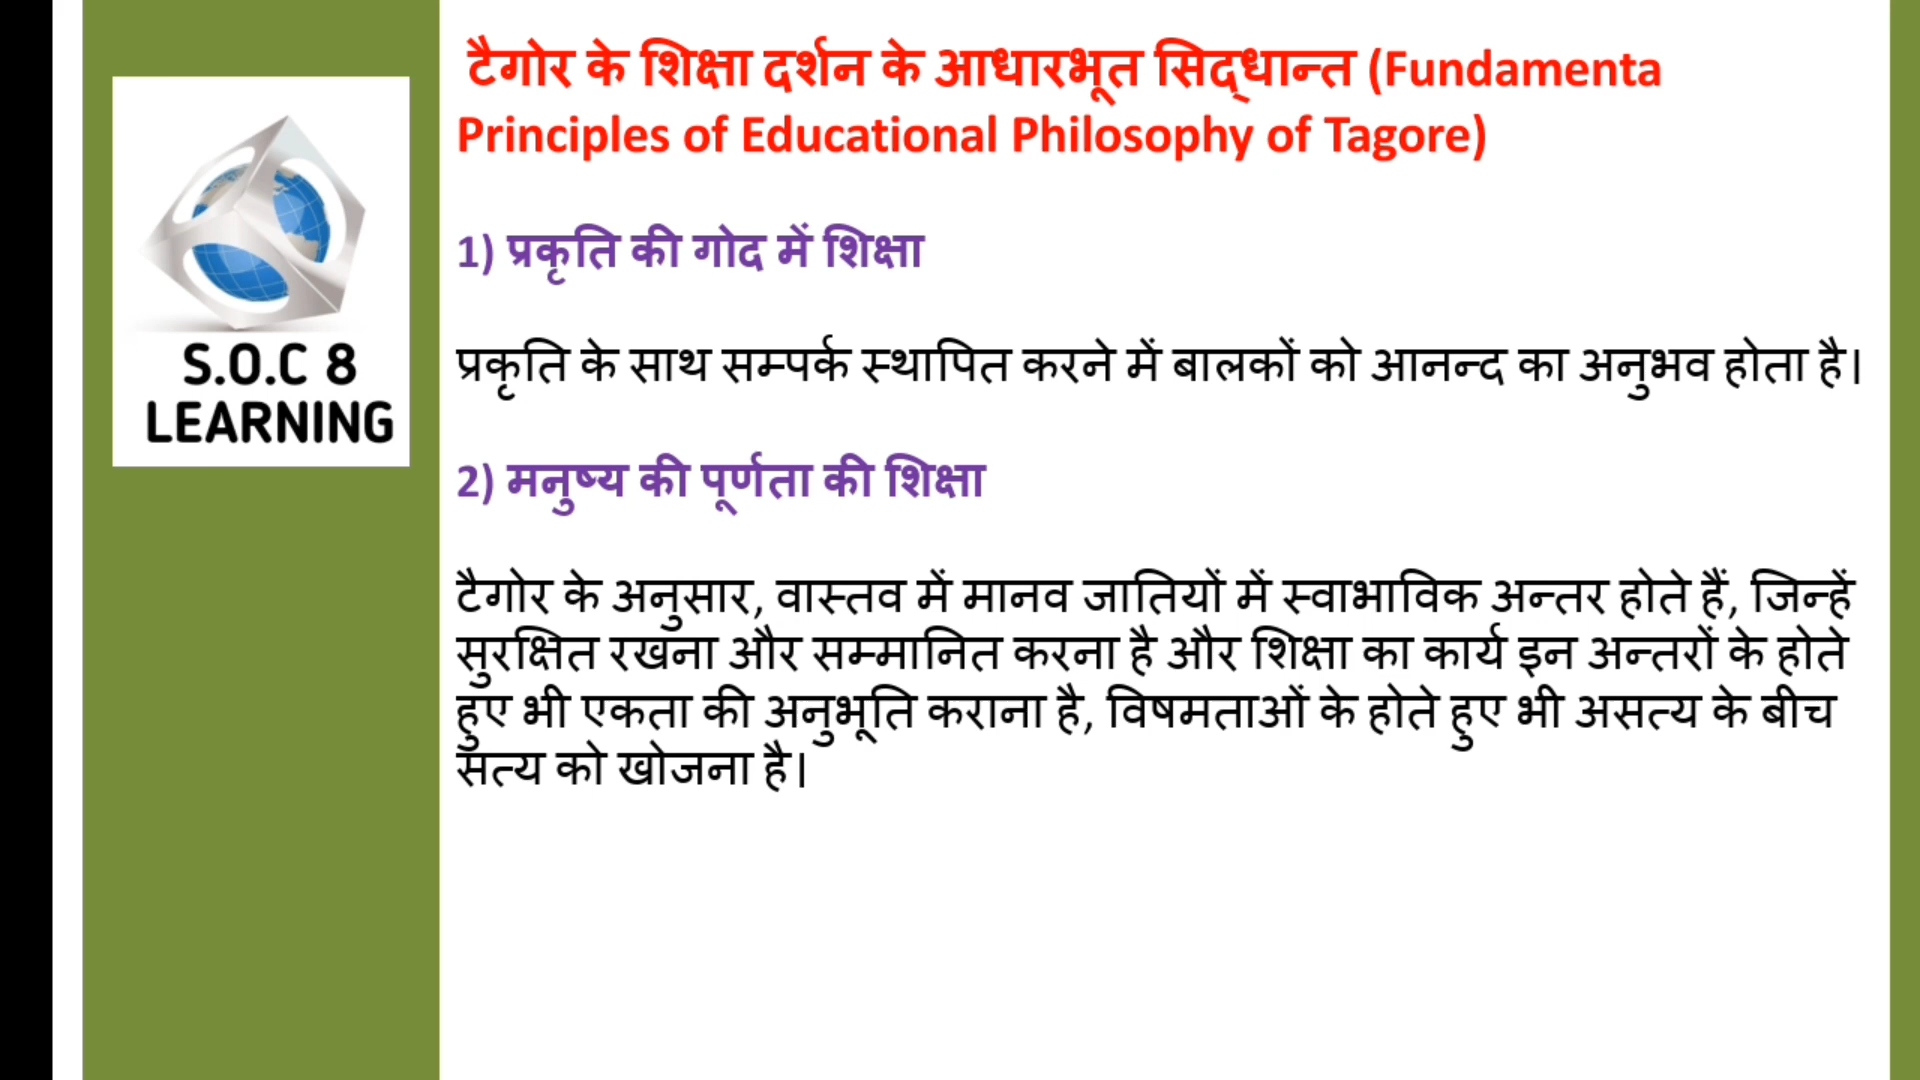 टैगोर के शिक्षा दर्शन के आधारभूत सिद्धान्त (Fundamenta
Principles of Educational Philosophy of Tagore)
1) प्रकृति की गोद में शिक्षा
प्रकृति के साथ सम्पर्क स्थापित करने में बालकों को आनन्द का अनुभव होता है।
2) मनुष्य की पूर्णता की शिक्षा
टैगोर के अनुसार, वास्तव में मानव जातियों में स्वाभाविक अन्तर होते हैं, जिन्हें
सुरक्षित रखना और सम्मानित करना है और शिक्षा का कार्य इन अन्तरों के होते
हुए भी एकता की अनुभूति कराना है, विषमताओं के होते हुए भी असत्य के बीच
सत्य को खोजना है।
S.O.C 8
LEARNING